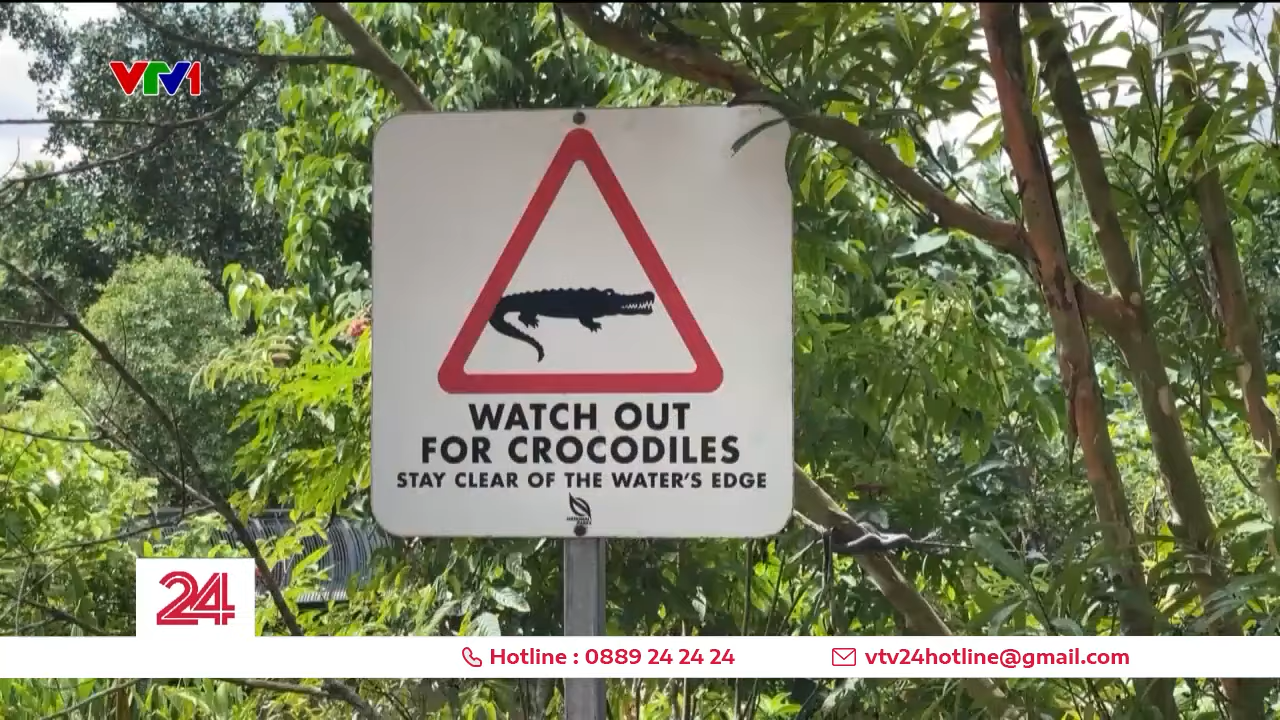 VTV1
WATCH OUT
FOR CROCODILES
STAY CLEAR OF THE WATER'S EDGE
24
Hotline : 0889 24 24 24
vtv24hotline@gmail.com